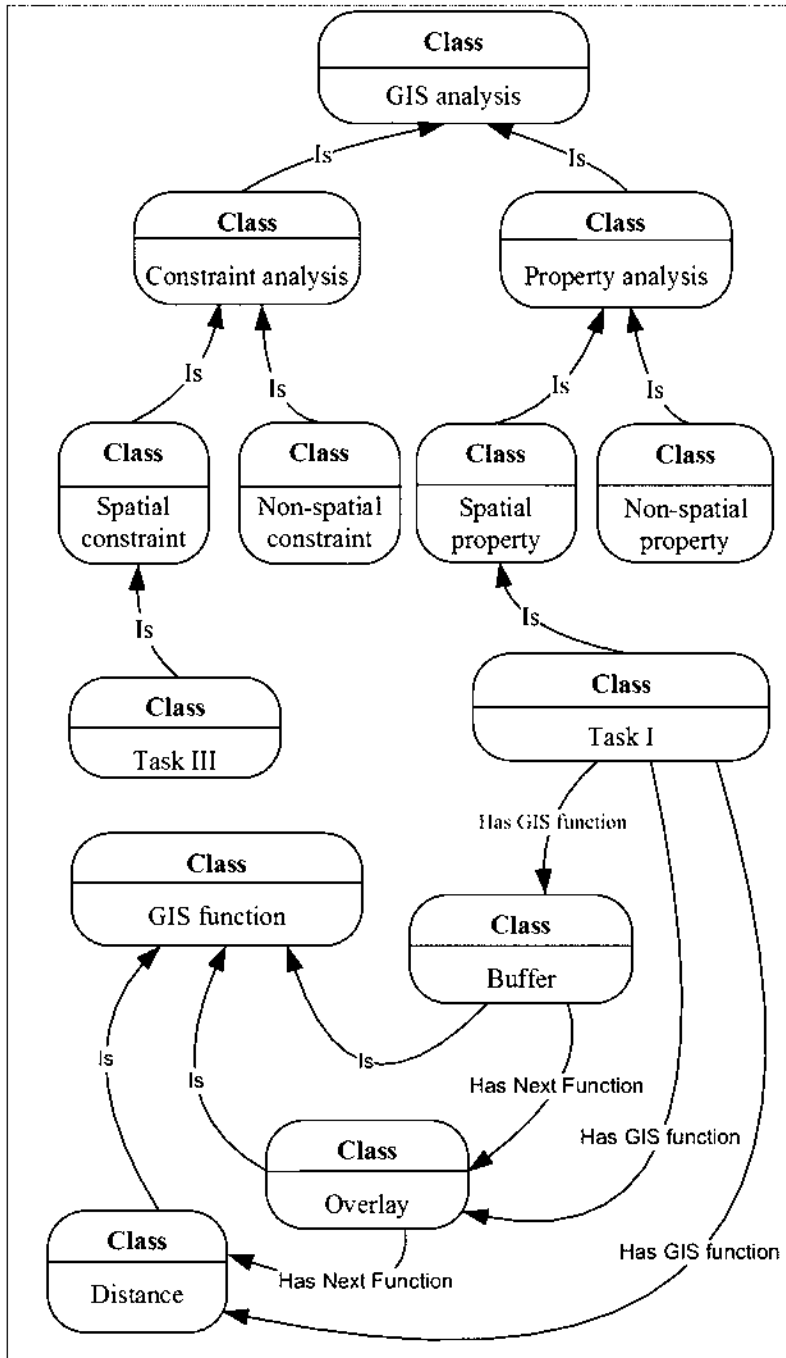 Class
GIS analysis
Is
Is
Class
Constraint analysis
Class
Property analysis
Is
Is
Is
Is
Class
Spatial
constraint
Class
Non-spatial
constraint
Class
Spatial
property
Class
Non-spatial
property
Is
Is
Class
Task III
Class
Task I
Has GIS function
Class
GIS function
Class
Buffer
Is
Is
Is
Has Next Function
Has GIS function
Class
Overlay
Class
Distance
Has Next Function
Has GIS function